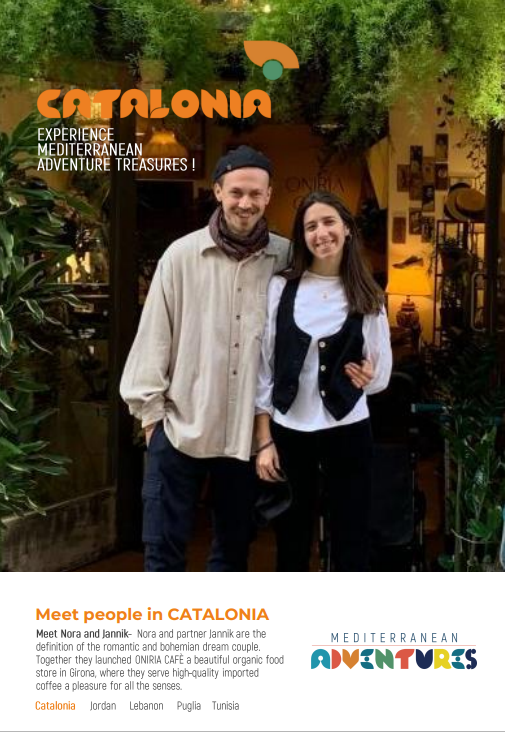 CATALONIA
EXPERIENCE
MEDITERRANEAN
ADVENTURE TREASURES !
ONIRIA
Meet people in CATALONIA
Meet Nora and Jannik- Nora and partner Jannik are the
definition of the romantic and bohemian dream couple.
Together they launched ONIRIA CAFÈ a beautiful organic food
store in Girona, where they serve high-quality imported
coffee a pleasure for all the senses.
Catalonia Jordan Lebanon Puglia Tunisia
MEDITERRANEAN
ADVENTURES